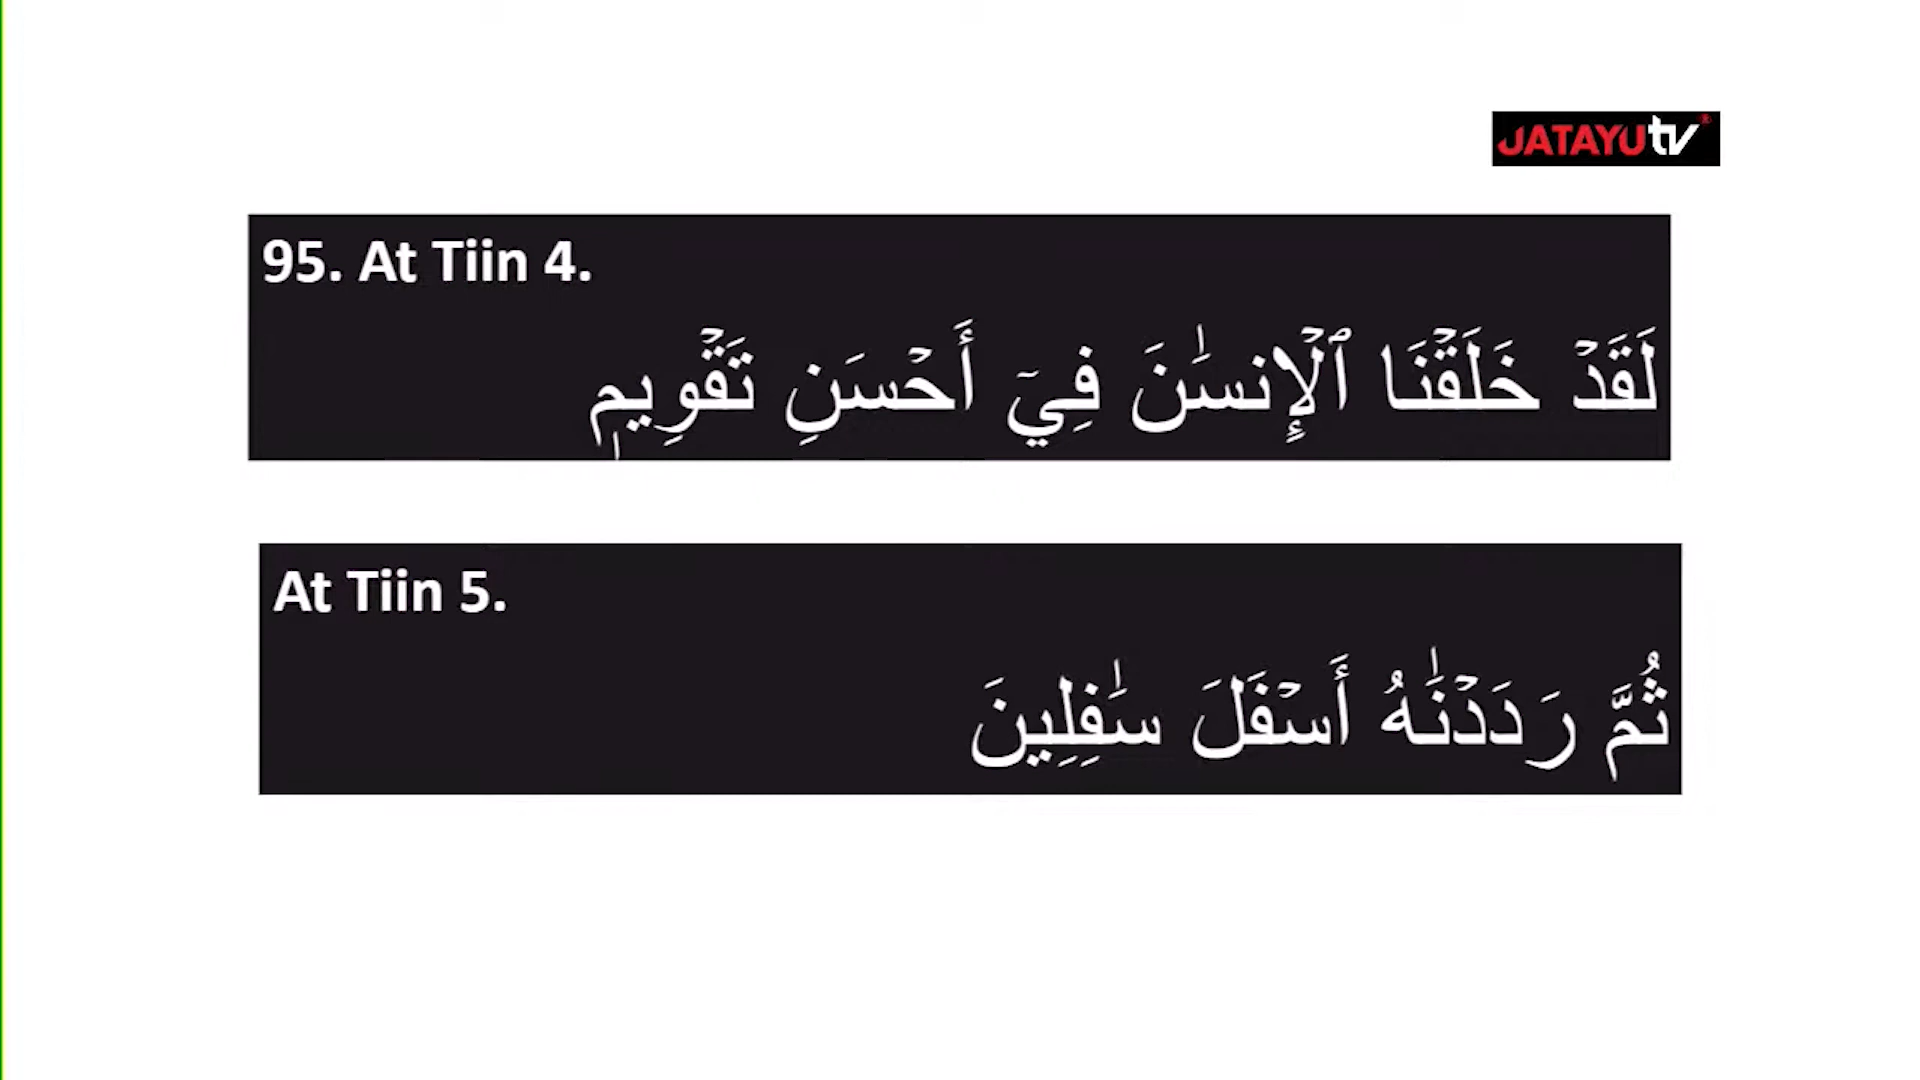 JATAYUtv®
95. At Tiin 4.
لَقَدۡ خَلَقۡنَا ٱلۡإِنسَٰنَ فِيٓ أَحۡسَنِ تَقۡوِيمٖ
At Tiin 5.
ثُمَّ رَدَدۡنَٰهُ أَسۡفَلَ سَٰفِلِينَ